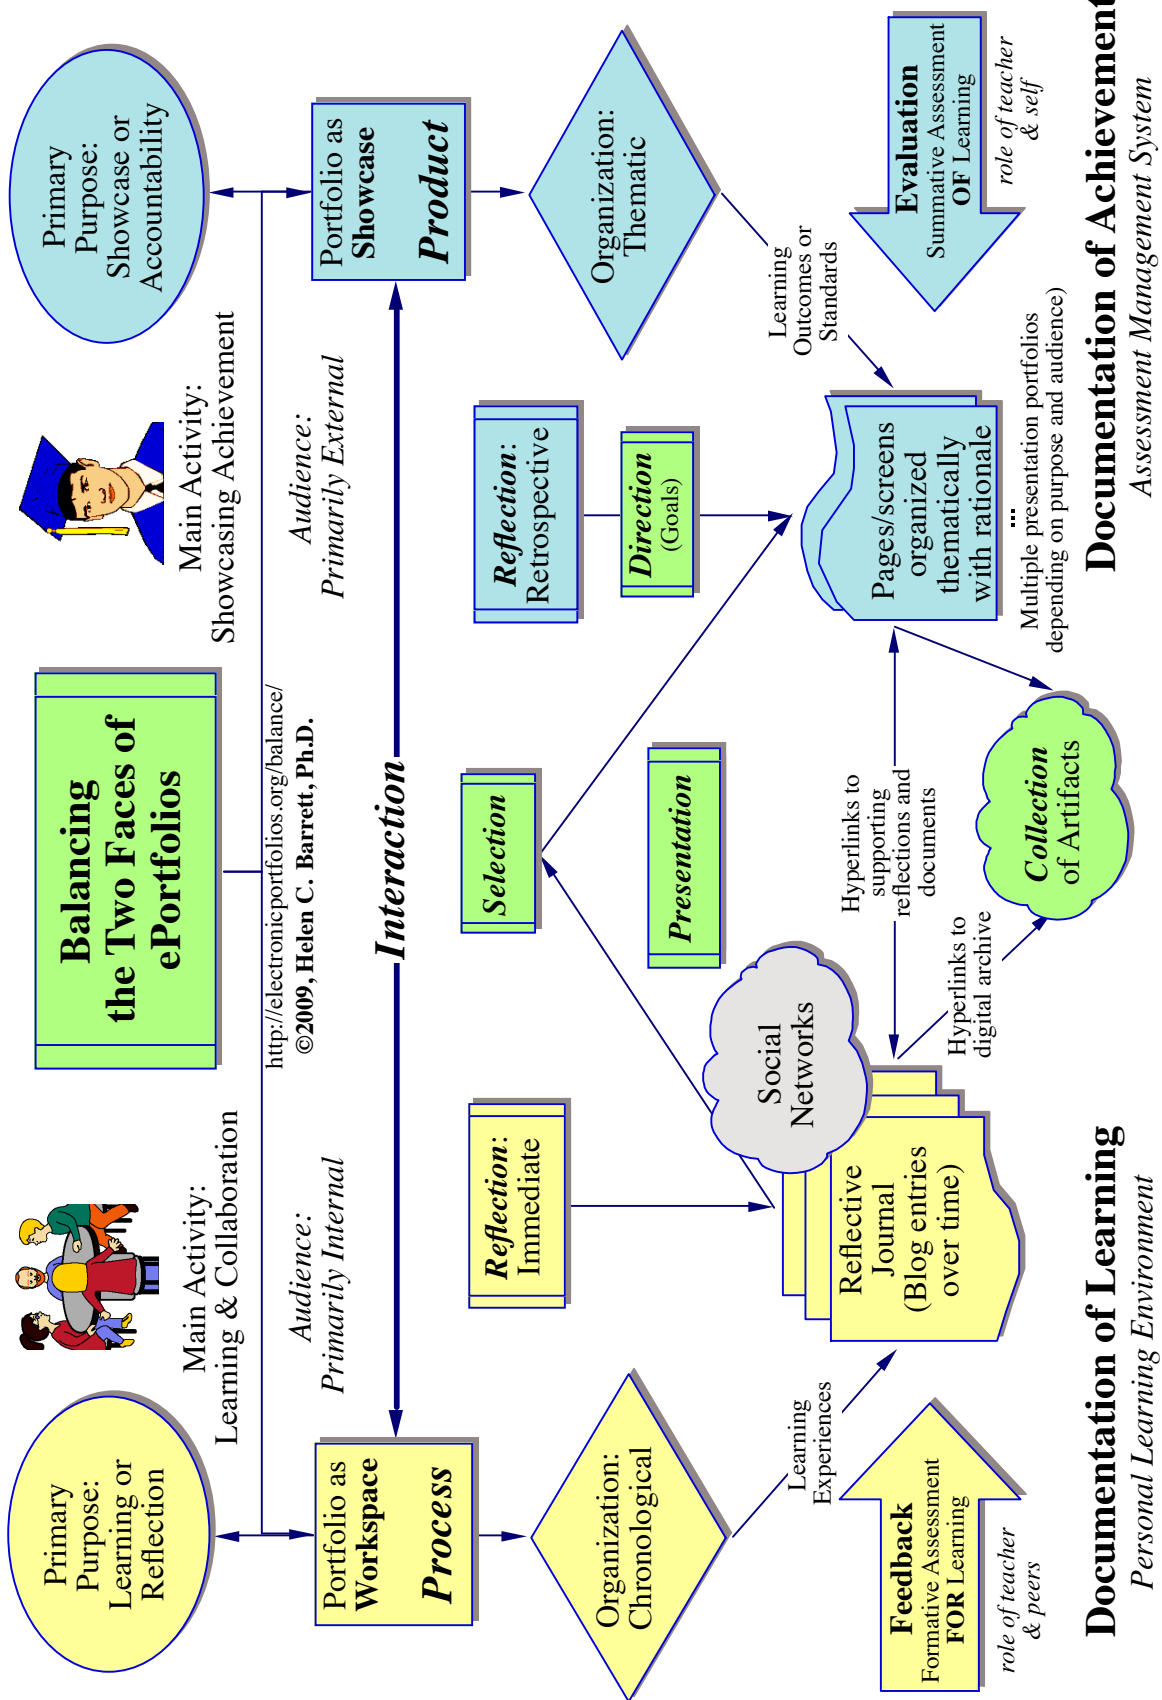 Balancing
the Two Faces of
ePortfolios
http://electronicportfolios.org/balance/
©2009, Helen C. Barrett, Ph.D.
Primary
Purpose:
Learning or
Reflection
Main Activity:
Learning & Collaboration
Main Activity:
Showcasing Achievement
Primary
Purpose:
Showcase or
Accountability
Audience:
Primarily Internal
Audience:
Primarily External
Portfolio as
Workspace
Process
Interaction
Portfolio as
Showcase
Product
Organization:
Chronological
Reflection:
Immediate
Selection
Reflection:
Retrospective
Organization:
Thematic
Direction
(Goals)
Presentation
Social
Networks
Learning
Experiences
Learning
Outcomes or
Standards
Reflective
Journal
(Blog entries
over time)
Hyperlinks to
supporting
reflections and
documents
Pages/screens
organized
thematically
with rationale
Hyperlinks to
digital archive
Collection
of Artifacts
...
Multiple presentation portfolios
depending on purpose and audience)
Feedback
Formative Assessment
FOR Learning
role of teacher
& peers
Evaluation
Summative Assessment
OF Learning
role of teacher
& self
Documentation of Learning
Personal Learning Environment
Documentation of Achievement
Assessment Management System